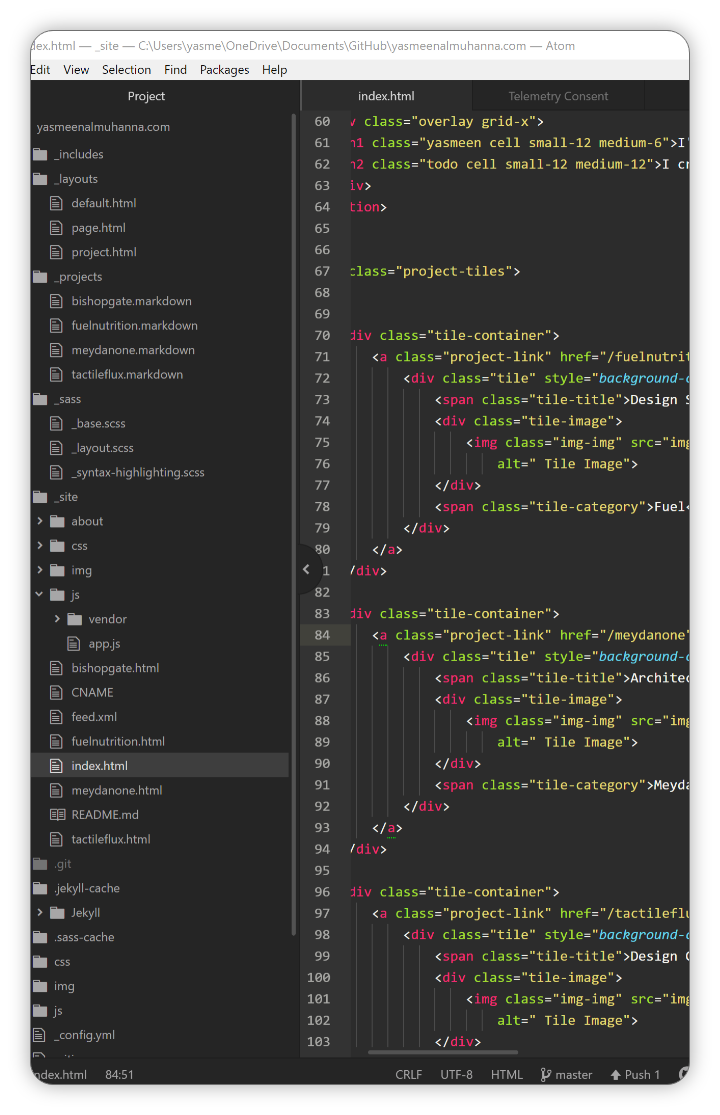 dex.html — _site — C:\Users\yasme\OneDrive\Documents\GitHub\yasmeenalmuhanna.com — Atom
Edit View Selection Find Packages Help
Project
yasmeenalmuhanna.com
_includes
_layouts
default.html
page.html
project.html
_projects
bishopgate.markdown
fuelnutrition.markdown
meydanone.markdown
tactileflux.markdown
_sass
_base.scss
_layout.scss
_syntax-highlighting.scss
_site
about
css
img
js
vendor
app.js
bishopgate.html
CNAME
feed.xml
fuelnutrition.html
index.html
meydanone.html
README.md
tactileflux.html
.git
.jekyll-cache
Jekyll
.sass-cache
css
img
js
_config.yml
index.html Telemetry Consent
60 v class="overlay grid-x">
61 h1 class="yasmeen cell small-12 medium-6">I'
62 h2 class="todo cell small-12 medium-12">I cr
63 iv>
64 tion>
65
66
67 class="project-tiles">
68
69
70 div class="tile-container">
71 <a class="project-link" href="/fuelnutrit
72 <div class="tile" style="background-c
73 <span class="tile-title">Design S
74 <div class="tile-image">
75 <img class="img-img" src="img
76 alt=" Tile Image">
77 </div>
78 <span class="tile-category">Fuel<
79 </div>
80 </a>
81 /div>
82
83 div class="tile-container">
84 <a class="project-link" href="/meydanone"
85 <div class="tile" style="background-c
86 <span class="tile-title">Architec
87 <div class="tile-image">
88 <img class="img-img" src="img
89 alt=" Tile Image">
90 </div>
91 <span class="tile-category">Meyda
92 </div>
93 </a>
94 /div>
95
96 div class="tile-container">
97 <a class="project-link" href="/tactileflu
98 <div class="tile" style="background-c
99 <span class="tile-title">Design C
100 <div class="tile-image">
101 <img class="img-img" src="img
102 alt=" Tile Image">
103 </div>
ndex.html 84:51 CRLF UTF-8 HTML master Push 1